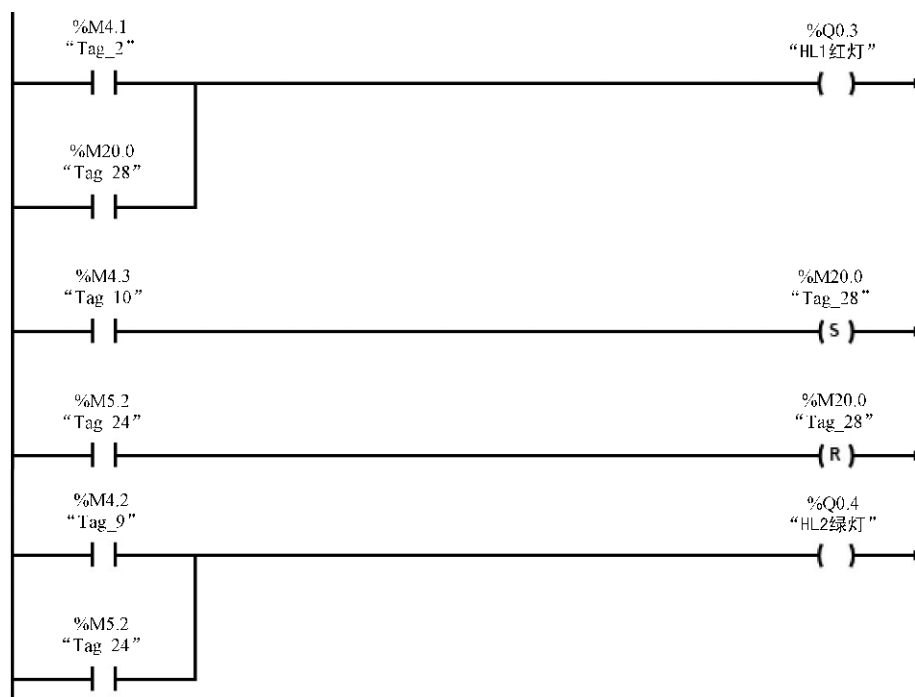 %M4.1
“Tag_2”
%Q0.3
“HL1红灯”
%M20.0
“Tag_28”
%M4.3
“Tag_10”
%M20.0
“Tag_28”
S
%M5.2
“Tag_24”
%M20.0
“Tag_28”
R
%M4.2
“Tag_9”
%Q0.4
“HL2绿灯”
%M5.2
“Tag_24”